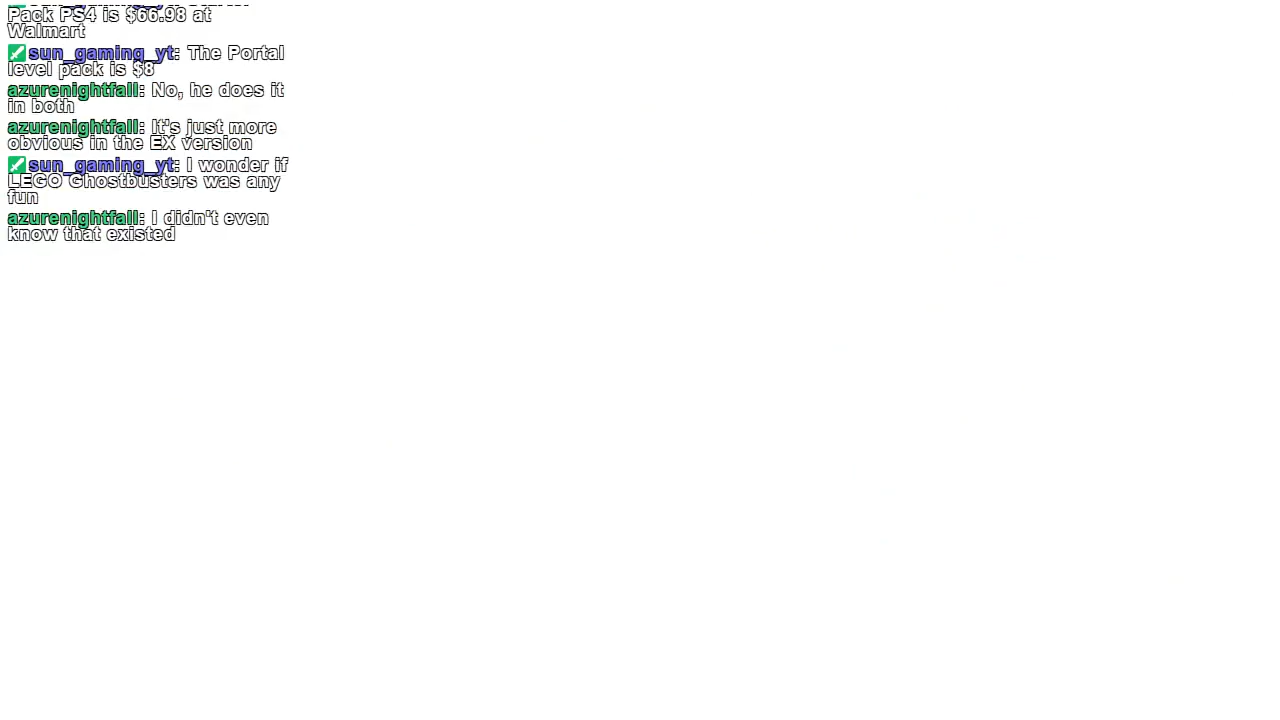 Pack PS4 is $66.98 at
Walmart
sun_gaming_yt: The Portal
level pack is $8
azurenightfall: No, he does it
in both
azurenightfall: It's just more
obvious in the EX version
sun_gaming_yt: I wonder if
LEGO Ghostbusters was any
fun
azurenightfall: I didn't even
know that existed